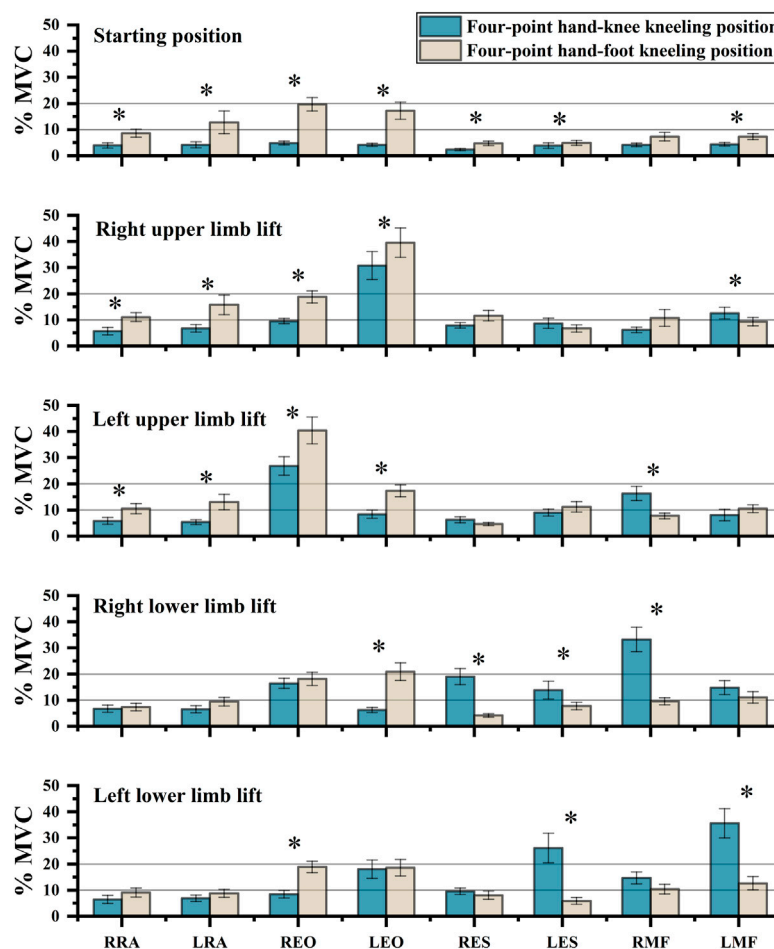 Four-point hand-knee kneeling position
Four-point hand-foot kneeling position
Starting position
% MVC
50
40
30
20
10
0
* * * * * * *
Right upper limb lift
% MVC
50
40
30
20
10
0
* * * * *
Left upper limb lift
% MVC
50
40
30
20
10
0
* * * * *
Right lower limb lift
% MVC
50
40
30
20
10
0
* * * *
Left lower limb lift
% MVC
50
40
30
20
10
0
* * *
RRA LRA REO LEO RES LES RMF LMF